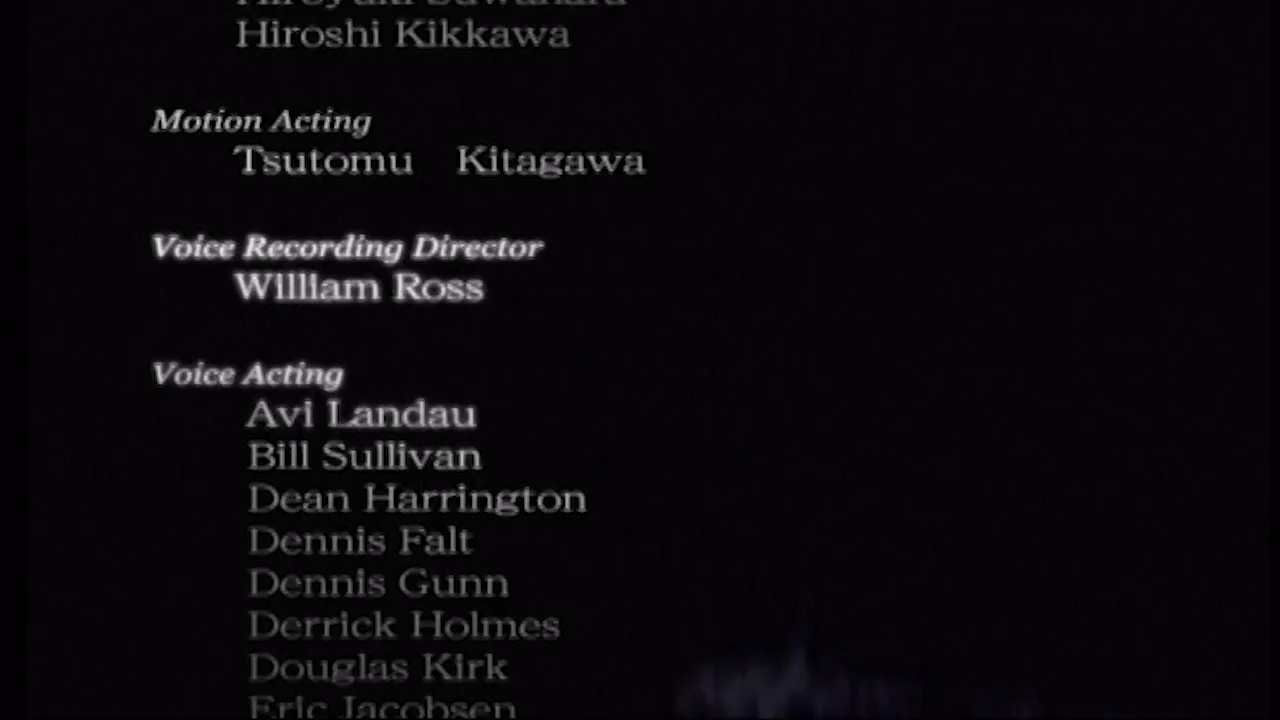 Hiroshi Kikkawa
Motion Acting
Tsutomu Kitagawa
Voice Recording Director
William Ross
Voice Acting
Avi Landau
Bill Sullivan
Dean Harrington
Dennis Falt
Dennis Gunn
Derrick Holmes
Douglas Kirk
Eric Jacobsen